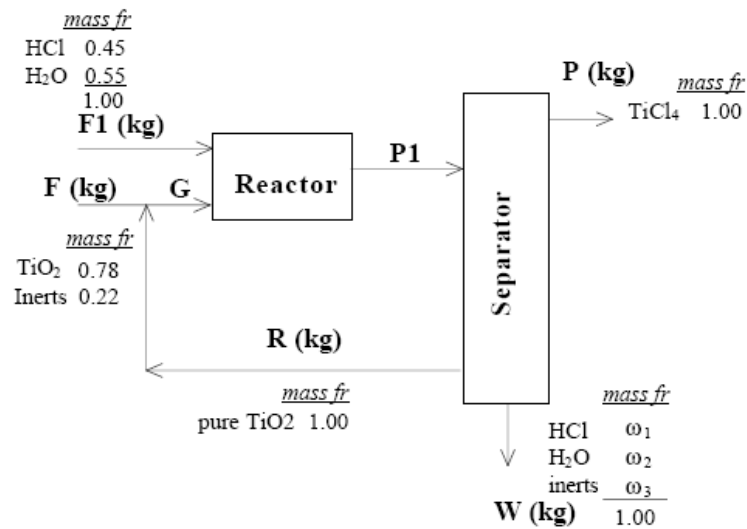 mass fr
HCl 0.45
H₂O 0.55
1.00
F1 (kg)
F (kg) G
mass fr
TiO₂ 0.78
Inerts 0.22
Reactor
P1
Separator
P (kg)
mass fr
TiCl₄ 1.00
R (kg)
mass fr
pure TiO2 1.00
mass fr
HCl ω₁
H₂O ω₂
inerts ω₃
W (kg) 1.00